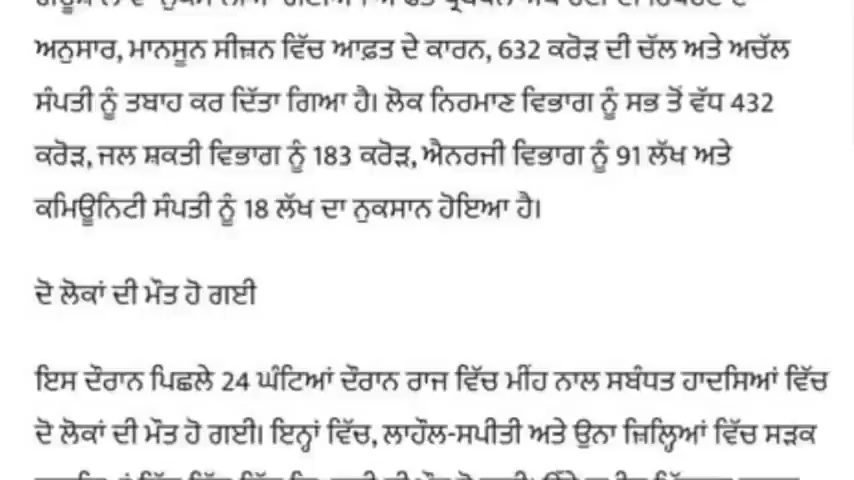 ਅਨੁਸਾਰ, ਮਾਨਸੂਨ ਸੀਜ਼ਨ ਵਿੱਚ ਆਫ਼ਤ ਦੇ ਕਾਰਨ, 632 ਕਰੋੜ ਦੀ ਚੱਲ ਅਤੇ ਅਚੱਲ
ਸੰਪਤੀ ਨੂੰ ਤਬਾਹ ਕਰ ਦਿੱਤਾ ਗਿਆ ਹੈ। ਲੋਕ ਨਿਰਮਾਣ ਵਿਭਾਗ ਨੂੰ ਸਭ ਤੋਂ ਵੱਧ 432
ਕਰੋੜ, ਜਲ ਸ਼ਕਤੀ ਵਿਭਾਗ ਨੂੰ 183 ਕਰੋੜ, ਐਨਰਜੀ ਵਿਭਾਗ ਨੂੰ 91 ਲੱਖ ਅਤੇ
ਕਮਿਊਨਿਟੀ ਸੰਪਤੀ ਨੂੰ 18 ਲੱਖ ਦਾ ਨੁਕਸਾਨ ਹੋਇਆ ਹੈ।
ਦੋ ਲੋਕਾਂ ਦੀ ਮੌਤ ਹੋ ਗਈ
ਇਸ ਦੌਰਾਨ ਪਿਛਲੇ 24 ਘੰਟਿਆਂ ਦੌਰਾਨ ਰਾਜ ਵਿੱਚ ਮੀਂਹ ਨਾਲ ਸਬੰਧਤ ਹਾਦਸਿਆਂ ਵਿੱਚ
ਦੋ ਲੋਕਾਂ ਦੀ ਮੌਤ ਹੋ ਗਈ। ਇਨ੍ਹਾਂ ਵਿੱਚ, ਲਾਹੌਲ-ਸਪੀਤੀ ਅਤੇ ਉਨਾ ਜ਼ਿਲ੍ਹਿਆਂ ਵਿੱਚ ਸੜਕ